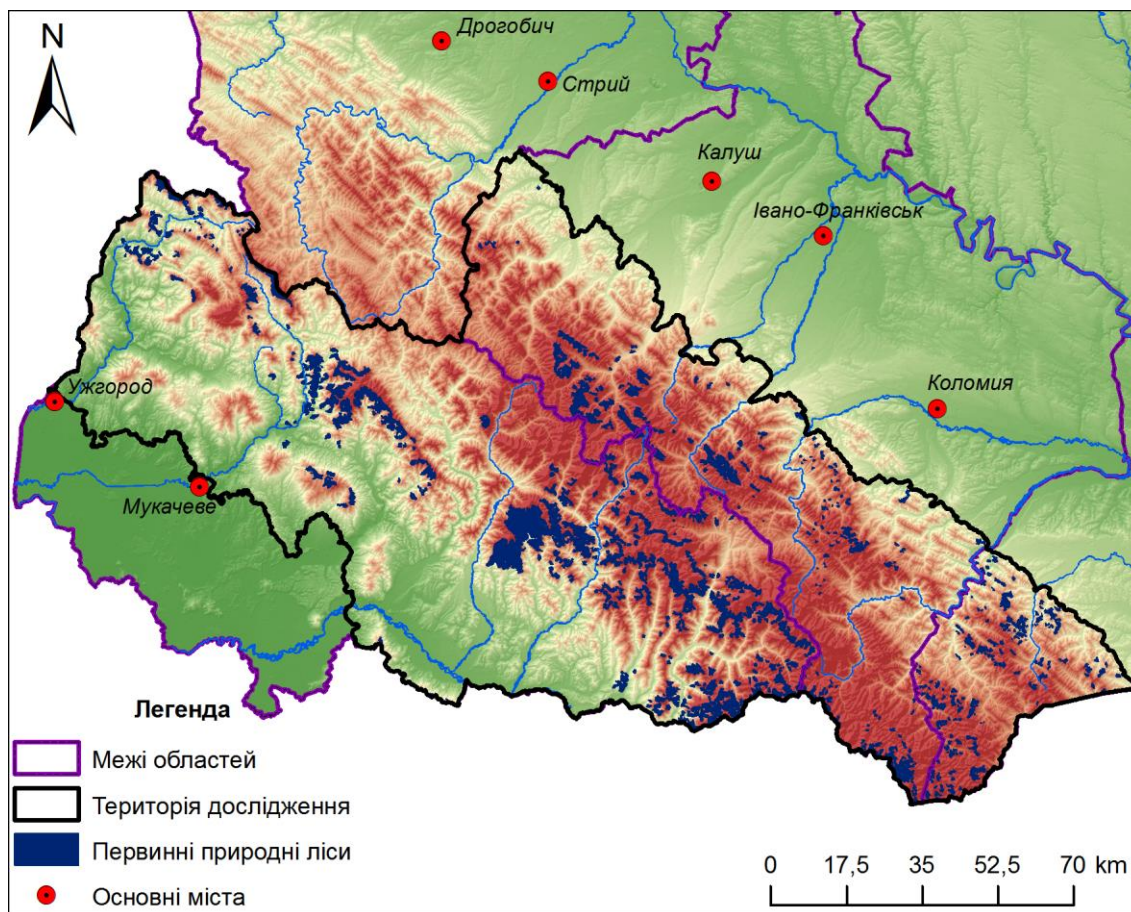 N
Дрогобич
Стрий
Калуш
Івано-Франківськ
Ужгород
Коломия
Мукачеве
Легенда
Межі областей
Територія дослідження
Первинні природні ліси
Основні міста
0 17,5 35 52,5 70 km